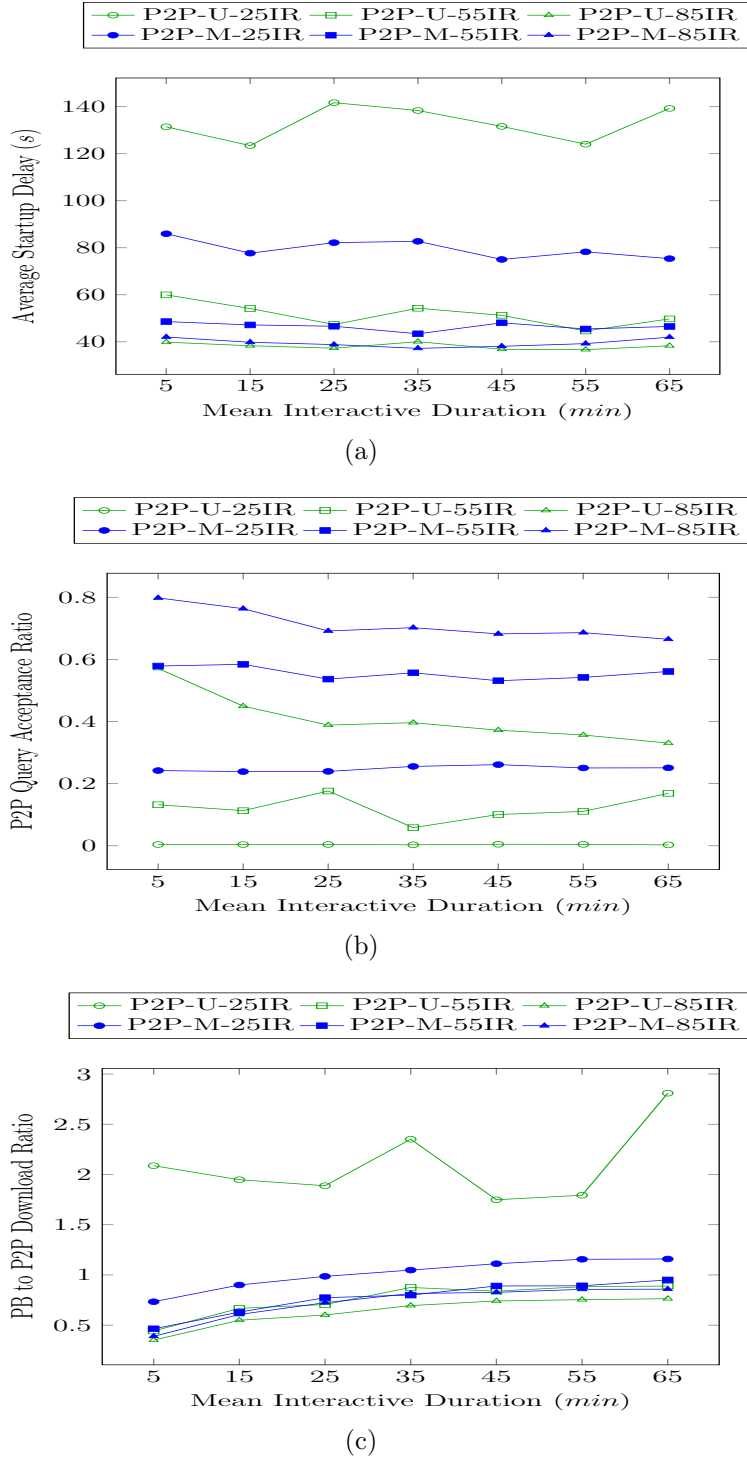 P2P-U-25IR P2P-U-55IR P2P-U-85IR
P2P-M-25IR P2P-M-55IR P2P-M-85IR
140
120
100
80
60
40
Average Startup Delay (s)
5 15 25 35 45 55 65
Mean Interactive Duration (min)
(a)
P2P-U-25IR P2P-U-55IR P2P-U-85IR
P2P-M-25IR P2P-M-55IR P2P-M-85IR
0.8
0.6
0.4
0.2
0
P2P Query Acceptance Ratio
5 15 25 35 45 55 65
Mean Interactive Duration (min)
(b)
P2P-U-25IR P2P-U-55IR P2P-U-85IR
P2P-M-25IR P2P-M-55IR P2P-M-85IR
3
2.5
2
1.5
1
0.5
PB to P2P Download Ratio
5 15 25 35 45 55 65
Mean Interactive Duration (min)
(c)